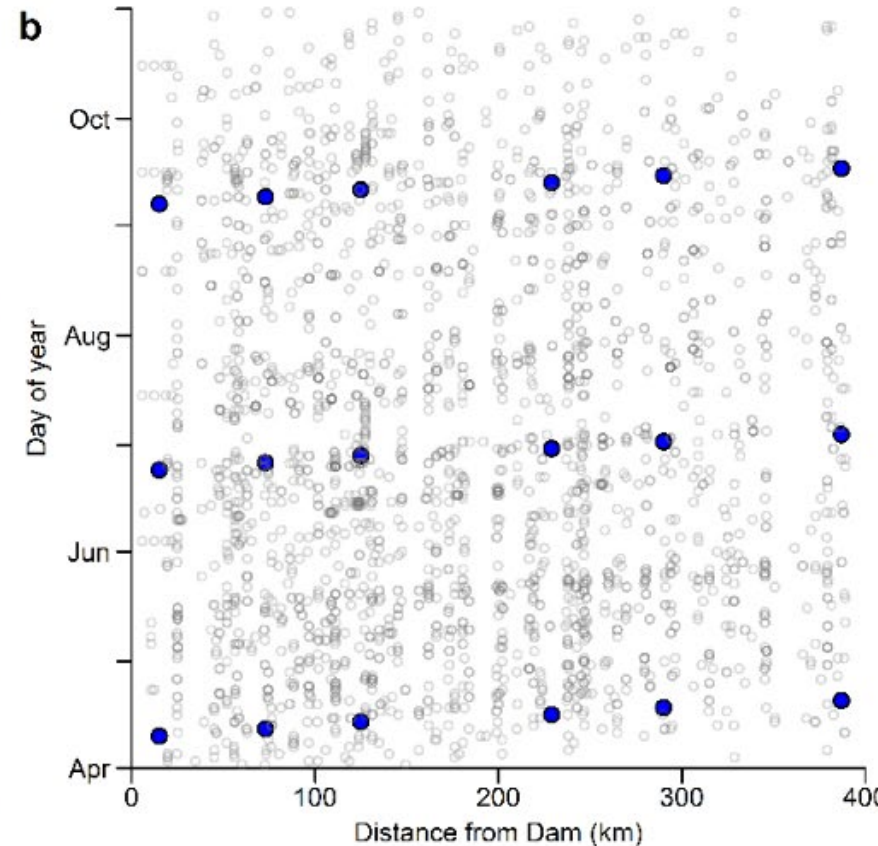 b
Oct
Aug
Jun
Apr
Day of year
0 100 200 300 400
Distance from Dam (km)